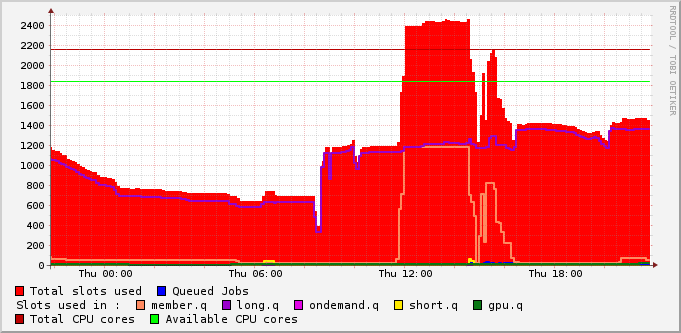 RRDTOOL / TOBI OETIKER
2400
2200
2000
1800
1600
1400
1200
1000
800
600
400
200
0
Thu 00:00 Thu 06:00 Thu 12:00 Thu 18:00
Total slots used Queued Jobs
Slots used in : member.q long.q ondemand.q short.q gpu.q
Total CPU cores Available CPU cores